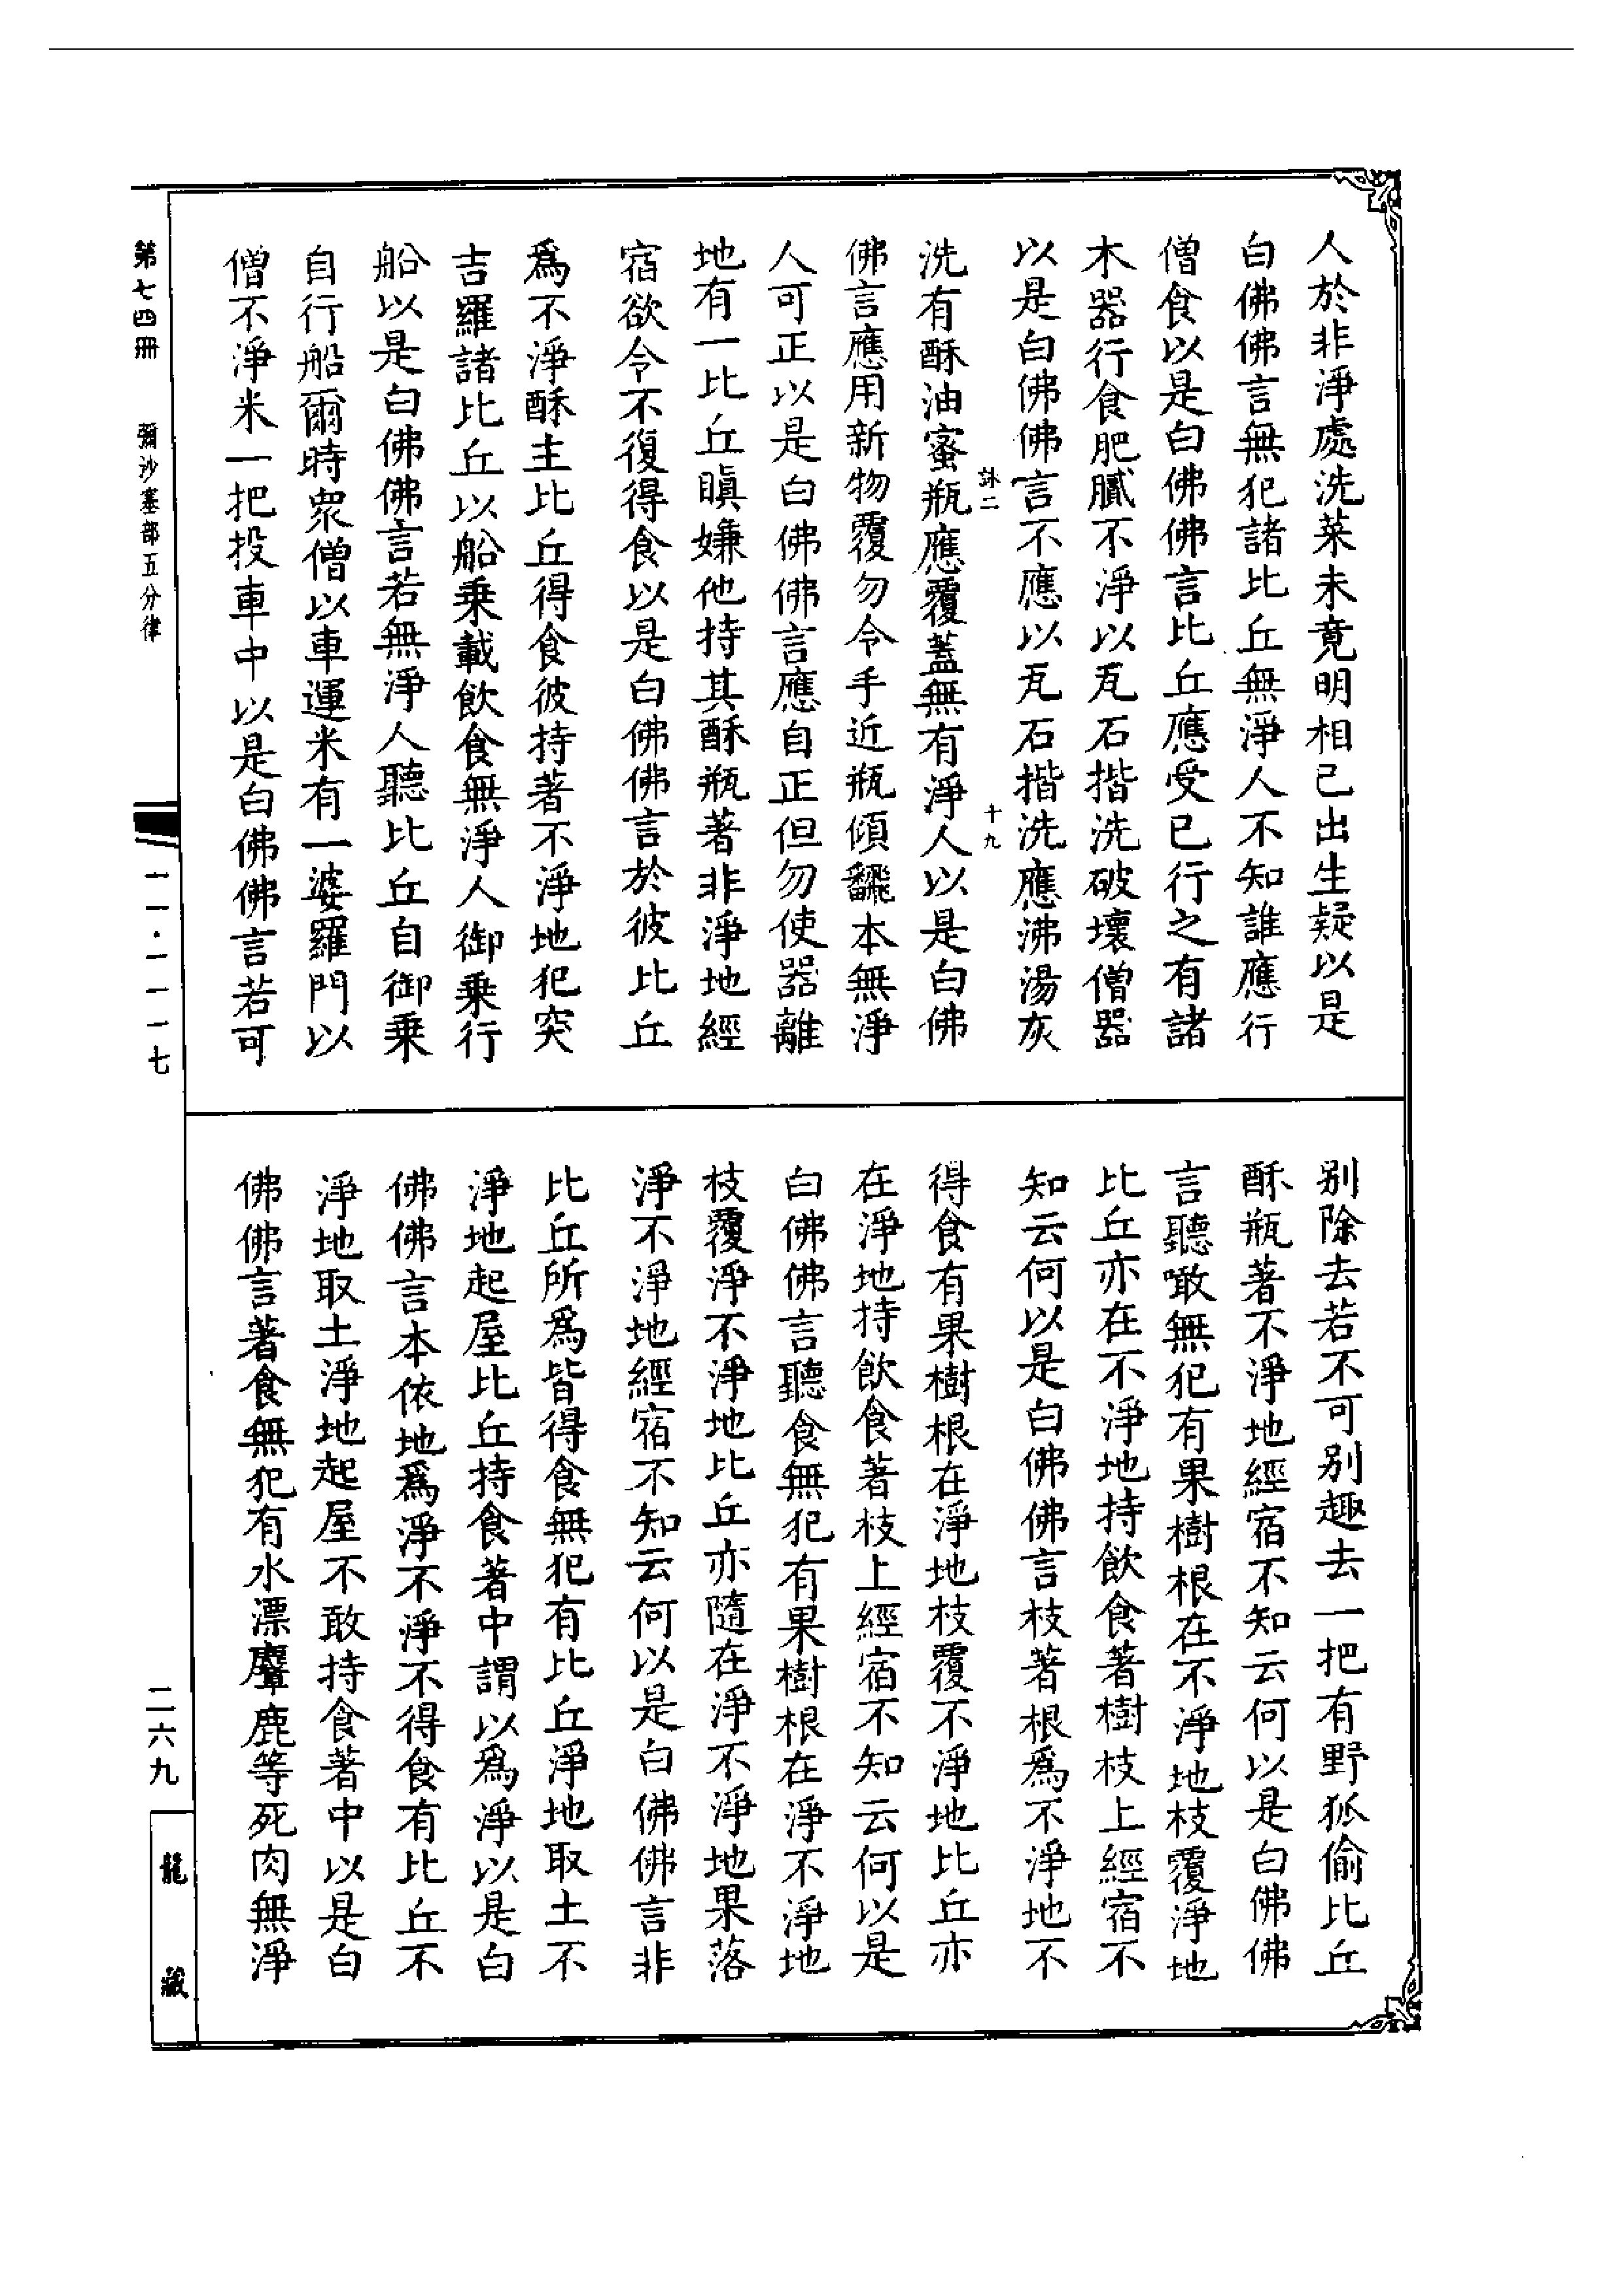 人於非淨處洗菜未竟明相已出生疑以是
白佛佛言無犯諸比丘無淨人不知誰應行
僧食以是白佛佛言比丘應受已行之有諸
木器行食肥膩不淨以瓦石揩洗破壞僧器
以是白佛佛言不應以瓦石揩洗應沸湯灰
詠二
十九
洗有酥油蜜瓶應覆蓋無有淨人以是白佛
佛言應用新物覆勿令手近瓶傾飜本無淨
人可正以是白佛佛言應自正但勿使器離
地有一比丘瞋嫌他持其酥瓶著非淨地經
宿欲令不復得食以是白佛佛言於彼比丘
為不淨酥主比丘得食彼持著不淨地犯突
吉羅諸比丘以船乘載飲食無淨人御乘行
船以是白佛佛言若無淨人聽比丘自御乘
自行船爾時眾僧以車運米有一婆羅門以
僧不淨米一把投車中以是白佛佛言若可
別除去若不可別趣去一把有野狐偷比丘
酥瓶著不淨地經宿不知云何以是白佛佛
言聽噉無犯有果樹根在不淨地枝覆淨地
比丘亦在不淨地持飲食著樹枝上經宿不
知云何以是白佛佛言枝著根為不淨地不
得食有果樹根在淨地枝覆不淨地比丘亦
在淨地持飲食著枝上經宿不知云何以是
白佛佛言聽食無犯有果樹根在淨不淨地
枝覆淨不淨地比丘亦隨在淨不淨地果落
淨不淨地經宿不知云何以是白佛佛言非
比丘所為皆得食無犯有比丘淨地取土不
淨地起屋比丘持食著中謂以為淨以是白
佛佛言本依地為淨不淨不得食有比丘不
淨地取土淨地起屋不敢持食著中以是白
佛佛言著食無犯有水漂麞鹿等死肉無淨
第七四冊
彌沙塞部五分律
一一·一一一七
二六九
龍藏